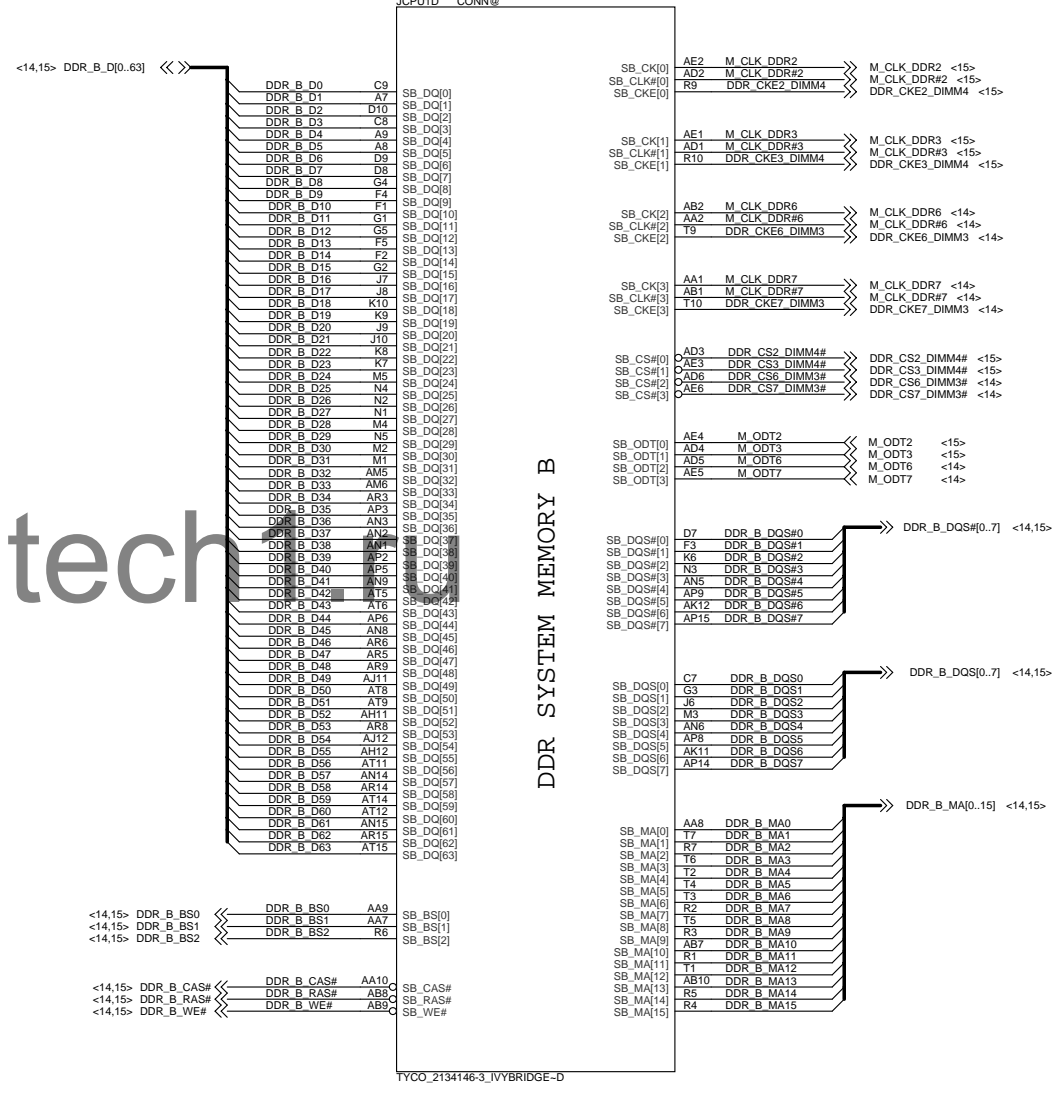 JCPU1D CONN@
<14,15> DDR_B_D[0..63]
DDR_B_D0 C9 SB_DQ[0]
DDR_B_D1 A7 SB_DQ[1]
DDR_B_D2 D10 SB_DQ[2]
DDR_B_D3 C8 SB_DQ[3]
DDR_B_D4 A9 SB_DQ[4]
DDR_B_D5 A8 SB_DQ[5]
DDR_B_D6 D9 SB_DQ[6]
DDR_B_D7 D8 SB_DQ[7]
DDR_B_D8 G4 SB_DQ[8]
DDR_B_D9 F4 SB_DQ[9]
DDR_B_D10 F1 SB_DQ[10]
DDR_B_D11 G1 SB_DQ[11]
DDR_B_D12 G5 SB_DQ[12]
DDR_B_D13 F5 SB_DQ[13]
DDR_B_D14 F2 SB_DQ[14]
DDR_B_D15 G2 SB_DQ[15]
DDR_B_D16 J7 SB_DQ[16]
DDR_B_D17 J8 SB_DQ[17]
DDR_B_D18 K10 SB_DQ[18]
DDR_B_D19 K9 SB_DQ[19]
DDR_B_D20 J9 SB_DQ[20]
DDR_B_D21 J10 SB_DQ[21]
DDR_B_D22 K8 SB_DQ[22]
DDR_B_D23 K7 SB_DQ[23]
DDR_B_D24 M5 SB_DQ[24]
DDR_B_D25 N4 SB_DQ[25]
DDR_B_D26 N2 SB_DQ[26]
DDR_B_D27 N1 SB_DQ[27]
DDR_B_D28 M4 SB_DQ[28]
DDR_B_D29 N5 SB_DQ[29]
DDR_B_D30 M2 SB_DQ[30]
DDR_B_D31 M1 SB_DQ[31]
DDR_B_D32 AM5 SB_DQ[32]
DDR_B_D33 AM6 SB_DQ[33]
DDR_B_D34 AR3 SB_DQ[34]
DDR_B_D35 AP3 SB_DQ[35]
DDR_B_D36 AN3 SB_DQ[36]
DDR_B_D37 AN2 SB_DQ[37]
DDR_B_D38 AN1 SB_DQ[38]
DDR_B_D39 AP2 SB_DQ[39]
DDR_B_D40 AP5 SB_DQ[40]
DDR_B_D41 AN9 SB_DQ[41]
DDR_B_D42 AT5 SB_DQ[42]
DDR_B_D43 AT6 SB_DQ[43]
DDR_B_D44 AP6 SB_DQ[44]
DDR_B_D45 AN8 SB_DQ[45]
DDR_B_D46 AR6 SB_DQ[46]
DDR_B_D47 AR5 SB_DQ[47]
DDR_B_D48 AR9 SB_DQ[48]
DDR_B_D49 AJ11 SB_DQ[49]
DDR_B_D50 AT8 SB_DQ[50]
DDR_B_D51 AT9 SB_DQ[51]
DDR_B_D52 AH11 SB_DQ[52]
DDR_B_D53 AR8 SB_DQ[53]
DDR_B_D54 AJ12 SB_DQ[54]
DDR_B_D55 AH12 SB_DQ[55]
DDR_B_D56 AT11 SB_DQ[56]
DDR_B_D57 AN14 SB_DQ[57]
DDR_B_D58 AR14 SB_DQ[58]
DDR_B_D59 AT14 SB_DQ[59]
DDR_B_D60 AT12 SB_DQ[60]
DDR_B_D61 AN15 SB_DQ[61]
DDR_B_D62 AR15 SB_DQ[62]
DDR_B_D63 AT15 SB_DQ[63]
<14,15> DDR_B_BS0 DDR_B_BS0 AA9 SB_BS[0]
<14,15> DDR_B_BS1 DDR_B_BS1 AA7 SB_BS[1]
<14,15> DDR_B_BS2 DDR_B_BS2 R6 SB_BS[2]
<14,15> DDR_B_CAS# DDR_B_CAS# AA10 SB_CAS#
<14,15> DDR_B_RAS# DDR_B_RAS# AB8 SB_RAS#
<14,15> DDR_B_WE# DDR_B_WE# AB9 SB_WE#
DDR SYSTEM MEMORY B
SB_CK[0] AE2 M_CLK_DDR2 M_CLK_DDR2 <15>
SB_CLK#[0] AD2 M_CLK_DDR#2 M_CLK_DDR#2 <15>
SB_CKE[0] R9 DDR_CKE2_DIMM4 DDR_CKE2_DIMM4 <15>
SB_CK[1] AE1 M_CLK_DDR3 M_CLK_DDR3 <15>
SB_CLK#[1] AD1 M_CLK_DDR#3 M_CLK_DDR#3 <15>
SB_CKE[1] R10 DDR_CKE3_DIMM4 DDR_CKE3_DIMM4 <15>
SB_CK[2] AB2 M_CLK_DDR6 M_CLK_DDR6 <14>
SB_CLK#[2] AA2 M_CLK_DDR#6 M_CLK_DDR#6 <14>
SB_CKE[2] T9 DDR_CKE6_DIMM3 DDR_CKE6_DIMM3 <14>
SB_CK[3] AA1 M_CLK_DDR7 M_CLK_DDR7 <14>
SB_CLK#[3] AB1 M_CLK_DDR#7 M_CLK_DDR#7 <14>
SB_CKE[3] T10 DDR_CKE7_DIMM3 DDR_CKE7_DIMM3 <14>
SB_CS#[0] AD3 DDR_CS2_DIMM4# DDR_CS2_DIMM4# <15>
SB_CS#[1] AE3 DDR_CS3_DIMM4# DDR_CS3_DIMM4# <15>
SB_CS#[2] AD6 DDR_CS6_DIMM3# DDR_CS6_DIMM3# <14>
SB_CS#[3] AE6 DDR_CS7_DIMM3# DDR_CS7_DIMM3# <14>
SB_ODT[0] AE4 M_ODT2 M_ODT2 <15>
SB_ODT[1] AD4 M_ODT3 M_ODT3 <15>
SB_ODT[2] AD5 M_ODT6 M_ODT6 <14>
SB_ODT[3] AE5 M_ODT7 M_ODT7 <14>
DDR_B_DQS#[0..7] <14,15>
SB_DQS#[0] D7 DDR_B_DQS#0
SB_DQS#[1] F3 DDR_B_DQS#1
SB_DQS#[2] K6 DDR_B_DQS#2
SB_DQS#[3] N3 DDR_B_DQS#3
SB_DQS#[4] AN5 DDR_B_DQS#4
SB_DQS#[5] AP9 DDR_B_DQS#5
SB_DQS#[6] AK12 DDR_B_DQS#6
SB_DQS#[7] AP15 DDR_B_DQS#7
DDR_B_DQS[0..7] <14,15>
SB_DQS[0] C7 DDR_B_DQS0
SB_DQS[1] G3 DDR_B_DQS1
SB_DQS[2] J6 DDR_B_DQS2
SB_DQS[3] M3 DDR_B_DQS3
SB_DQS[4] AN6 DDR_B_DQS4
SB_DQS[5] AP8 DDR_B_DQS5
SB_DQS[6] AK11 DDR_B_DQS6
SB_DQS[7] AP14 DDR_B_DQS7
DDR_B_MA[0..15] <14,15>
SB_MA[0] AA8 DDR_B_MA0
SB_MA[1] T7 DDR_B_MA1
SB_MA[2] R7 DDR_B_MA2
SB_MA[3] T6 DDR_B_MA3
SB_MA[4] T2 DDR_B_MA4
SB_MA[5] T4 DDR_B_MA5
SB_MA[6] T3 DDR_B_MA6
SB_MA[7] R2 DDR_B_MA7
SB_MA[8] T5 DDR_B_MA8
SB_MA[9] R3 DDR_B_MA9
SB_MA[10] AB7 DDR_B_MA10
SB_MA[11] R1 DDR_B_MA11
SB_MA[12] T1 DDR_B_MA12
SB_MA[13] AB10 DDR_B_MA13
SB_MA[14] R5 DDR_B_MA14
SB_MA[15] R4 DDR_B_MA15
TYCO_2134146-3_IVYBRIDGE~D
tech1.ru